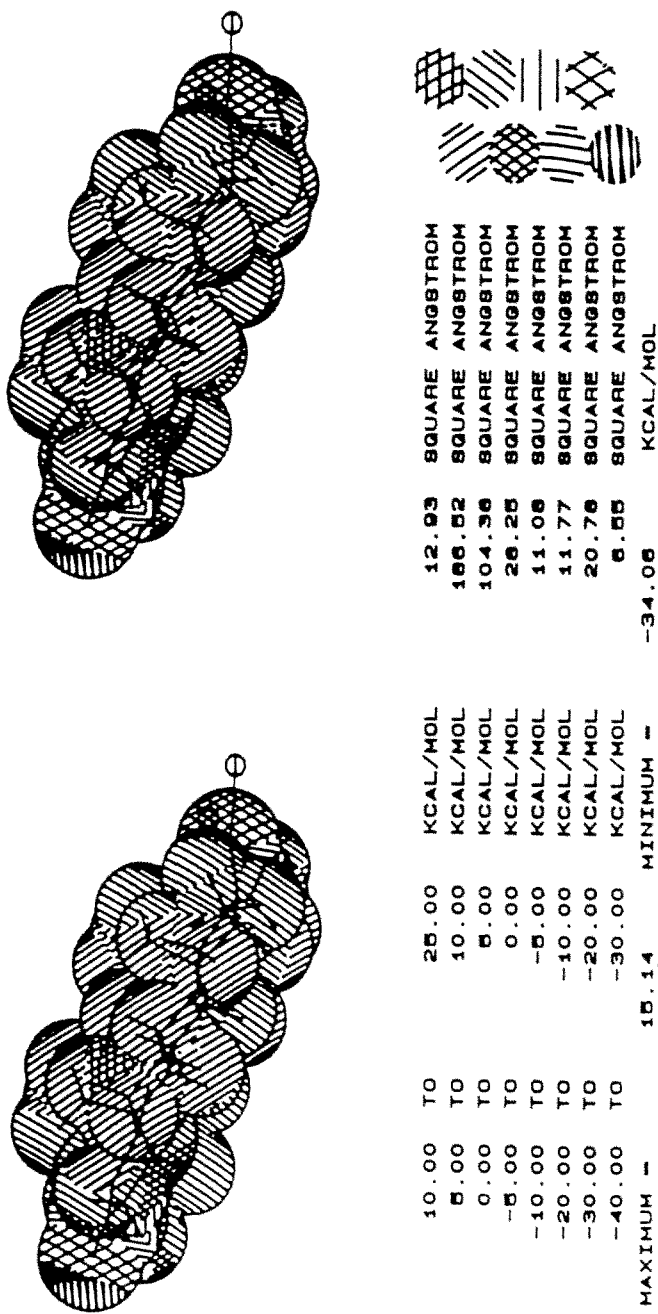 10.00 TO 25.00 KCAL/MOL 12.93 SQUARE ANGSTROM
5.00 TO 10.00 KCAL/MOL 166.52 SQUARE ANGSTROM
0.00 TO 5.00 KCAL/MOL 104.36 SQUARE ANGSTROM
-5.00 TO 0.00 KCAL/MOL 26.25 SQUARE ANGSTROM
-10.00 TO -5.00 KCAL/MOL 11.06 SQUARE ANGSTROM
-20.00 TO -10.00 KCAL/MOL 11.77 SQUARE ANGSTROM
-30.00 TO -20.00 KCAL/MOL 20.76 SQUARE ANGSTROM
-40.00 TO -30.00 KCAL/MOL 6.55 SQUARE ANGSTROM
MAXIMUM = 15.14 MINIMUM = -34.06 KCAL/MOL